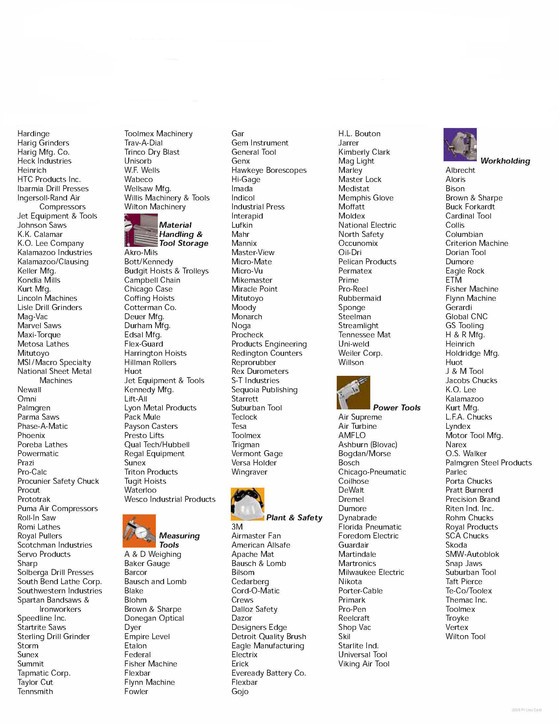 Hardinge
Harig Grinders
Harig Mfg. Co.
Heck Industries
Heinrich
HTC Products Inc.
Ibarmia Drill Presses
Ingersoll-Rand Air
Compressors
Jet Equipment & Tools
Johnson Saws
K.K. Calamar
K.O. Lee Company
Kalamazoo Industries
Kalamazoo/Clausing
Keller Mfg.
Kondia Mills
Kurt Mfg.
Lincoln Machines
Lisle Drill Grinders
Mag-Vac
Marvel Saws
Maxi-Torque
Metosa Lathes
Mitutoyo
MSI/Macro Specialty
National Sheet Metal
Machines
Newall
Omni
Palmgren
Parma Saws
Phase-A-Matic
Phoenix
Poreba Lathes
Powermatic
Prazi
Pro-Calc
Procunier Safety Chuck
Procut
Prototrak
Puma Air Compressors
Roll-In Saw
Romi Lathes
Royal Pullers
Scotchman Industries
Servo Products
Sharp
Solberga Drill Presses
South Bend Lathe Corp.
Southwestern Industries
Spartan Bandsaws &
Ironworkers
Speedline Inc.
Startrite Saws
Sterling Drill Grinder
Storm
Sunex
Summit
Tapmatic Corp.
Taylor Cut
Tennsmith
Toolmex Machinery
Trav-A-Dial
Trinco Dry Blast
Unisorb
W.F. Wells
Wabeco
Wellsaw Mfg.
Willis Machinery & Tools
Wilton Machinery
Material
Handling &
Tool Storage
Akro-Mils
Bott/Kennedy
Budgit Hoists & Trolleys
Campbell Chain
Chicago Case
Coffing Hoists
Cotterman Co.
Deuer Mfg.
Durham Mfg.
Edsal Mfg.
Flex-Guard
Harrington Hoists
Hillman Rollers
Huot
Jet Equipment & Tools
Kennedy Mfg.
Lift-All
Lyon Metal Products
Pack Mule
Payson Casters
Presto Lifts
Qual Tech/Hubbell
Regal Equipment
Sunex
Triton Products
Tugit Hoists
Waterloo
Wesco Industrial Products
Measuring
Tools
A & D Weighing
Baker Gauge
Barcor
Bausch and Lomb
Blake
Blohm
Brown & Sharpe
Donegan Optical
Dyer
Empire Level
Etalon
Federal
Fisher Machine
Flexbar
Flynn Machine
Fowler
Gar
Gem Instrument
General Tool
Genx
Hawkeye Borescopes
Hi-Gage
Imada
Indicol
Industrial Press
Interapid
Lufkin
Mahr
Mannix
Master-View
Micro-Mate
Micro-Vu
Mikemaster
Miracle Point
Mitutoyo
Moody
Monarch
Noga
Procheck
Products Engineering
Redington Counters
Reprorubber
Rex Durometers
S-T Industries
Sequoia Publishing
Starrett
Suburban Tool
Teclock
Tesa
Toolmex
Trigman
Vermont Gage
Versa Holder
Wingraver
Plant & Safety
3M
Airmaster Fan
American Allsafe
Apache Mat
Bausch & Lomb
Bilsom
Cedarberg
Cord-O-Matic
Crews
Dalloz Safety
Dazor
Designers Edge
Detroit Quality Brush
Eagle Manufacturing
Electrix
Erick
Eveready Battery Co.
Flexbar
Gojo
H.L. Bouton
Jarrer
Kimberly Clark
Mag Light
Marley
Master Lock
Medistat
Memphis Glove
Moffatt
Moldex
National Electric
North Safety
Occunomix
Oil-Dri
Pelican Products
Permatex
Prime
Pro-Reel
Rubbermaid
Sponge
Steelman
Streamlight
Tennessee Mat
Uni-weld
Weiler Corp.
Willson
Power Tools
Air Supreme
Air Turbine
AMFLO
Ashburn (Blovac)
Bogdan/Morse
Bosch
Chicago-Pneumatic
Coilhose
DeWalt
Dremel
Dumore
Dynabrade
Florida Pneumatic
Foredom Electric
Guardair
Martindale
Martronics
Milwaukee Electric
Nikota
Porter-Cable
Primark
Pro-Pen
Reelcraft
Shop Vac
Skil
Starlite Ind.
Universal Tool
Viking Air Tool
Workholding
Albrecht
Aloris
Bison
Brown & Sharpe
Buck Forkardt
Cardinal Tool
Collis
Columbian
Criterion Machine
Dorian Tool
Dumore
Eagle Rock
ETM
Fisher Machine
Flynn Machine
Gerardi
Global CNC
GS Tooling
H & R Mfg.
Heinrich
Holdridge Mfg.
Huot
J & M Tool
Jacobs Chucks
K.O. Lee
Kalamazoo
Kurt Mfg.
L.F.A. Chucks
Lyndex
Motor Tool Mfg.
Narex
O.S. Walker
Palmgren Steel Products
Parlec
Porta Chucks
Pratt Burnerd
Precision Brand
Riten Ind. Inc.
Rohm Chucks
Royal Products
SCA Chucks
Skoda
SMW-Autoblok
Snap Jaws
Suburban Tool
Taft Pierce
Te-Co/Toolex
Themac Inc.
Toolmex
Troyke
Vertex
Wilton Tool